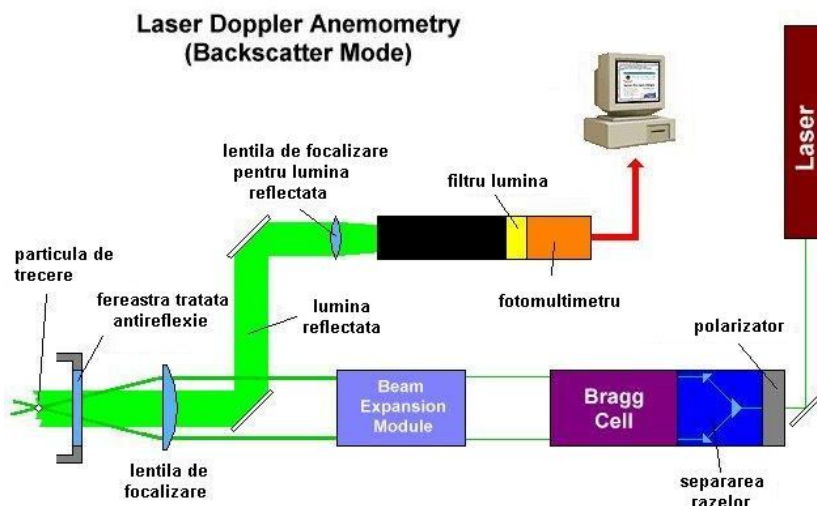 Laser Doppler Anemometry
(Backscatter Mode)
Laser
lentila de focalizare
pentru lumina
reflectata
filtru lumina
particula de
trecere
fereastra tratata
antireflexie
lumina
reflectata
fotomultimetru
polarizator
Beam
Expansion
Module
Bragg
Cell
lentila de
focalizare
separarea
razelor